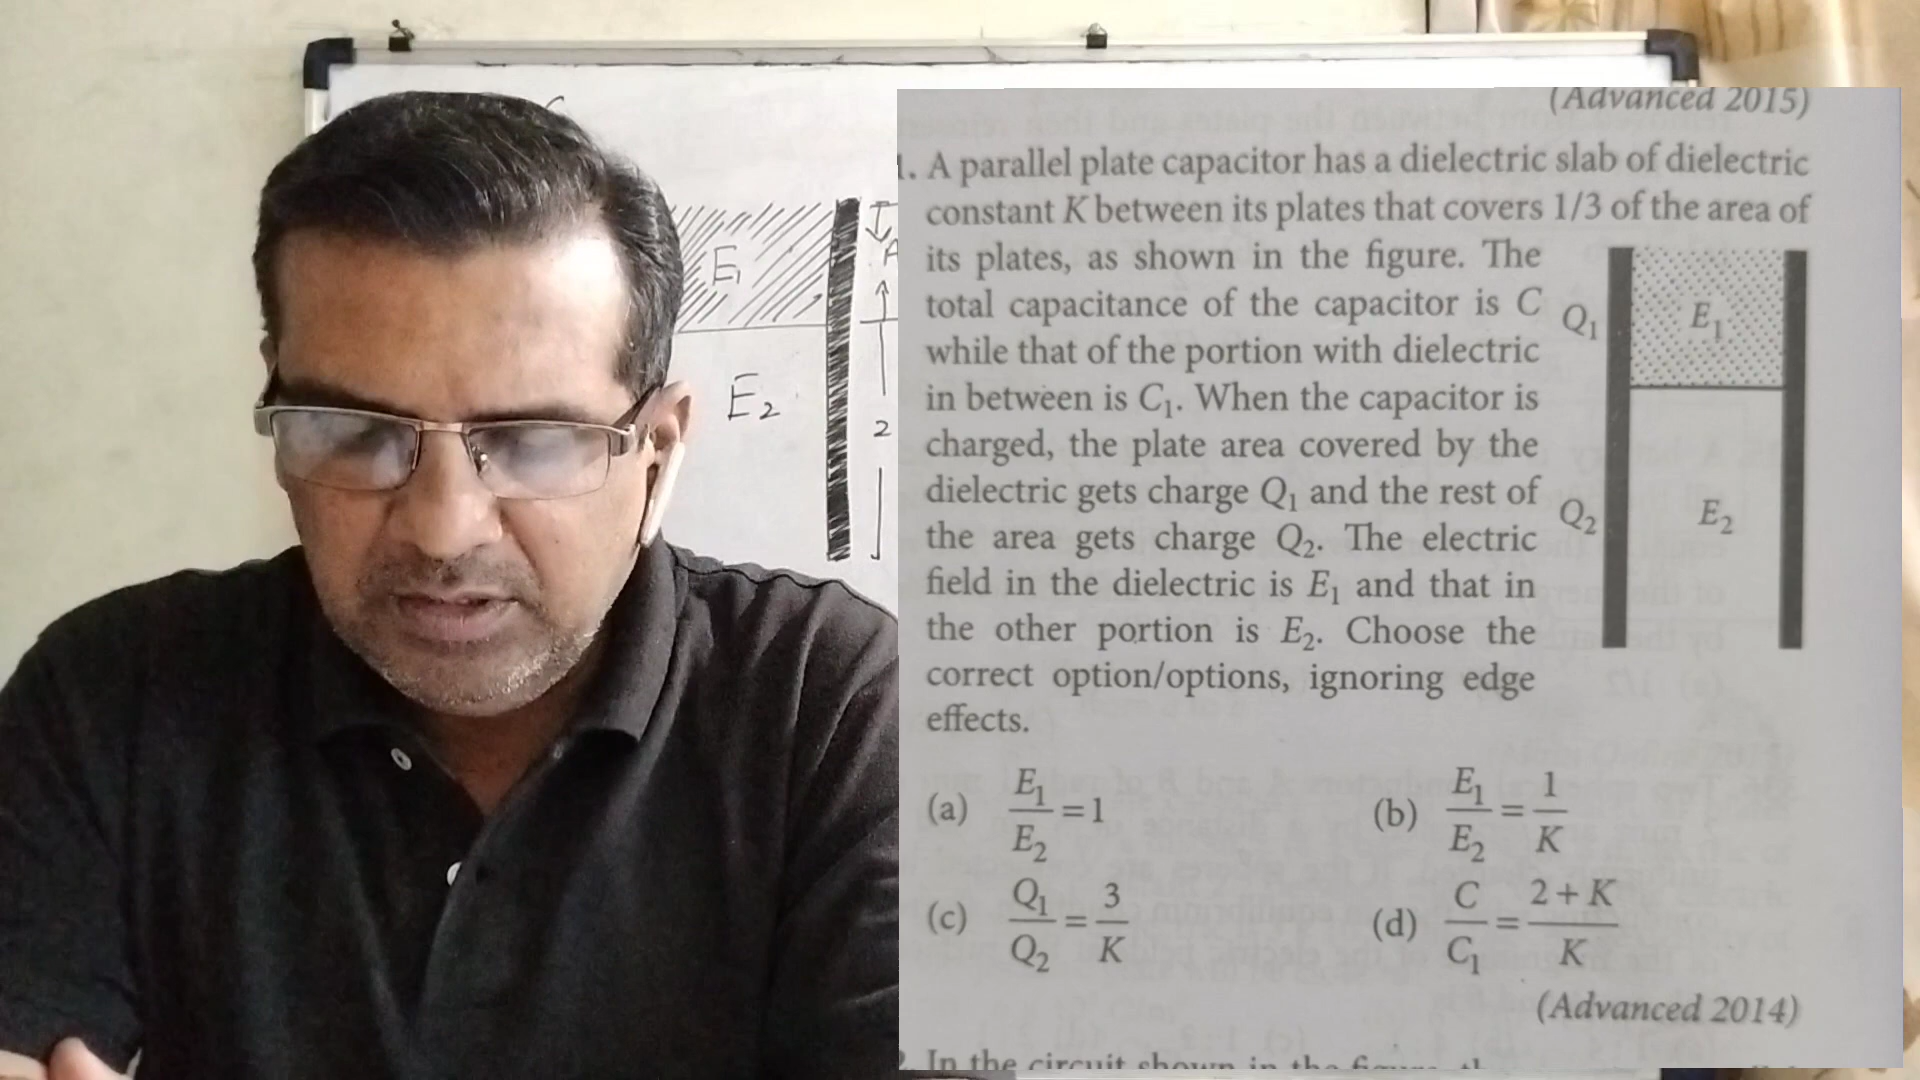 (Advanced 2015)
. A parallel plate capacitor has a dielectric slab of dielectric
constant K between its plates that covers 1/3 of the area of
its plates, as shown in the figure. The
total capacitance of the capacitor is C
while that of the portion with dielectric
in between is C₁. When the capacitor is
charged, the plate area covered by the
dielectric gets charge Q₁ and the rest of
the area gets charge Q₂. The electric
field in the dielectric is E₁ and that in
the other portion is E₂. Choose the
correct option/options, ignoring edge
effects.
Q₁ E₁
Q₂ E₂
(a) E₁/E₂ = 1 (b) E₁/E₂ = 1/K
(c) Q₁/Q₂ = 3/K (d) C/C₁ = (2 + K)/K
(Advanced 2014)
In the circuit shown in the
E₁
E₂
A
2